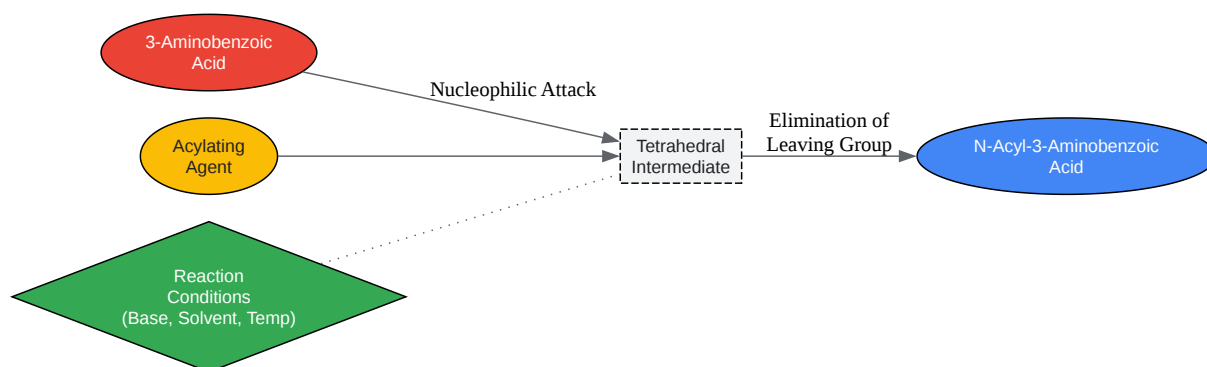 3-Aminobenzoic
Acid
Nucleophilic Attack
Acylating
Agent
Tetrahedral
Intermediate
Elimination of
Leaving Group
N-Acyl-3-Aminobenzoic
Acid
Reaction
Conditions
(Base, Solvent, Temp)